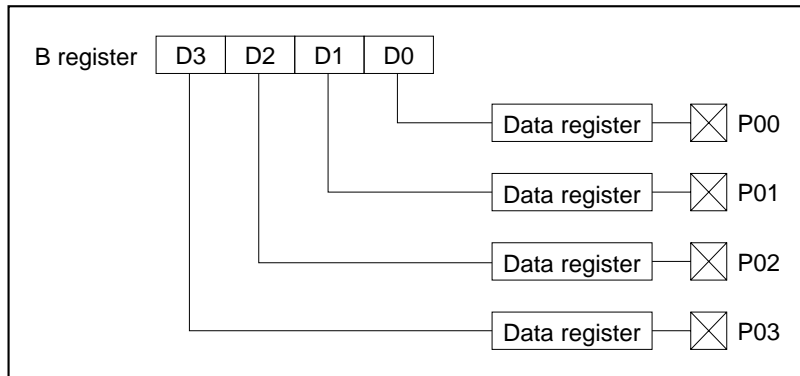 B register D3 D2 D1 D0
Data register P00
Data register P01
Data register P02
Data register P03